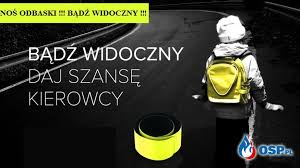 NOŚ ODBASKI !!! BĄDŹ WIDOCZNY !!!
BĄDŹ WIDOCZNY
DAJ SZANSĘ
KIEROWCY
OSP.PL